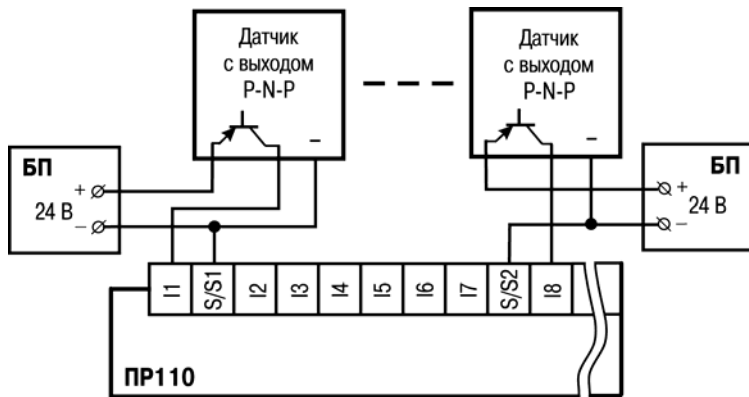 Датчик
с выходом
P-N-P
–
Датчик
с выходом
P-N-P
–
БП
+
24 В
–
БП
+
24 В
–
I1
S/S1
I2
I3
I4
I5
I6
I7
S/S2
I8
ПР110